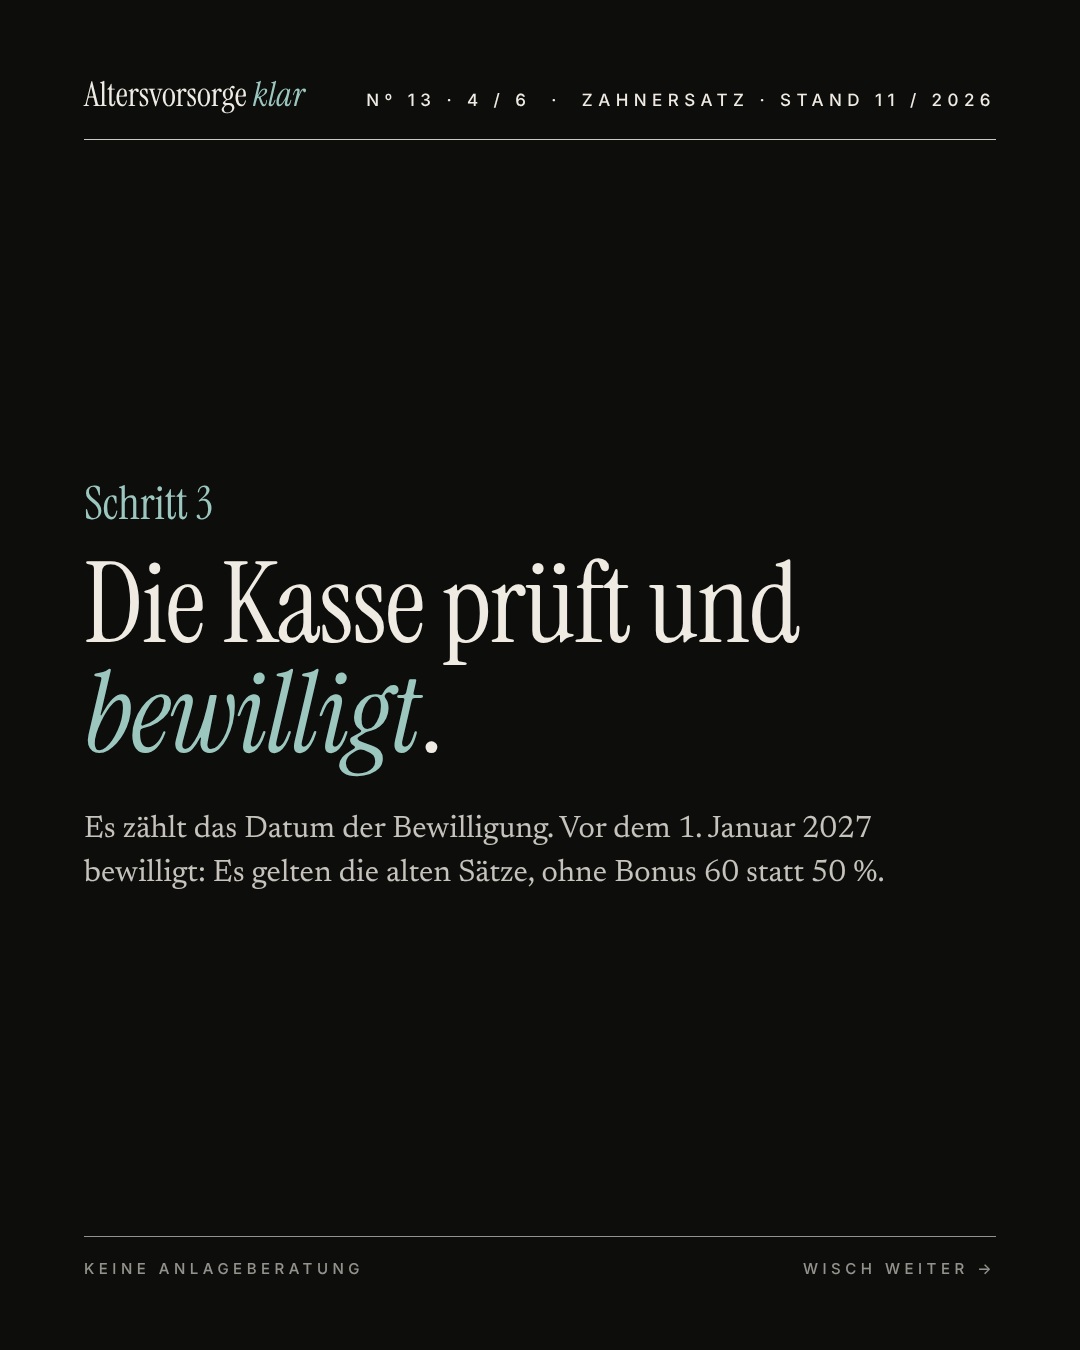 Altersvorsorge klar
Nº 13 · 4 / 6 · ZAHNERSATZ · STAND 11 / 2026
Schritt 3
Die Kasse prüft und
bewilligt.
Es zählt das Datum der Bewilligung. Vor dem 1. Januar 2027
bewilligt: Es gelten die alten Sätze, ohne Bonus 60 statt 50 %.
KEINE ANLAGEBERATUNG
WISCH WEITER →